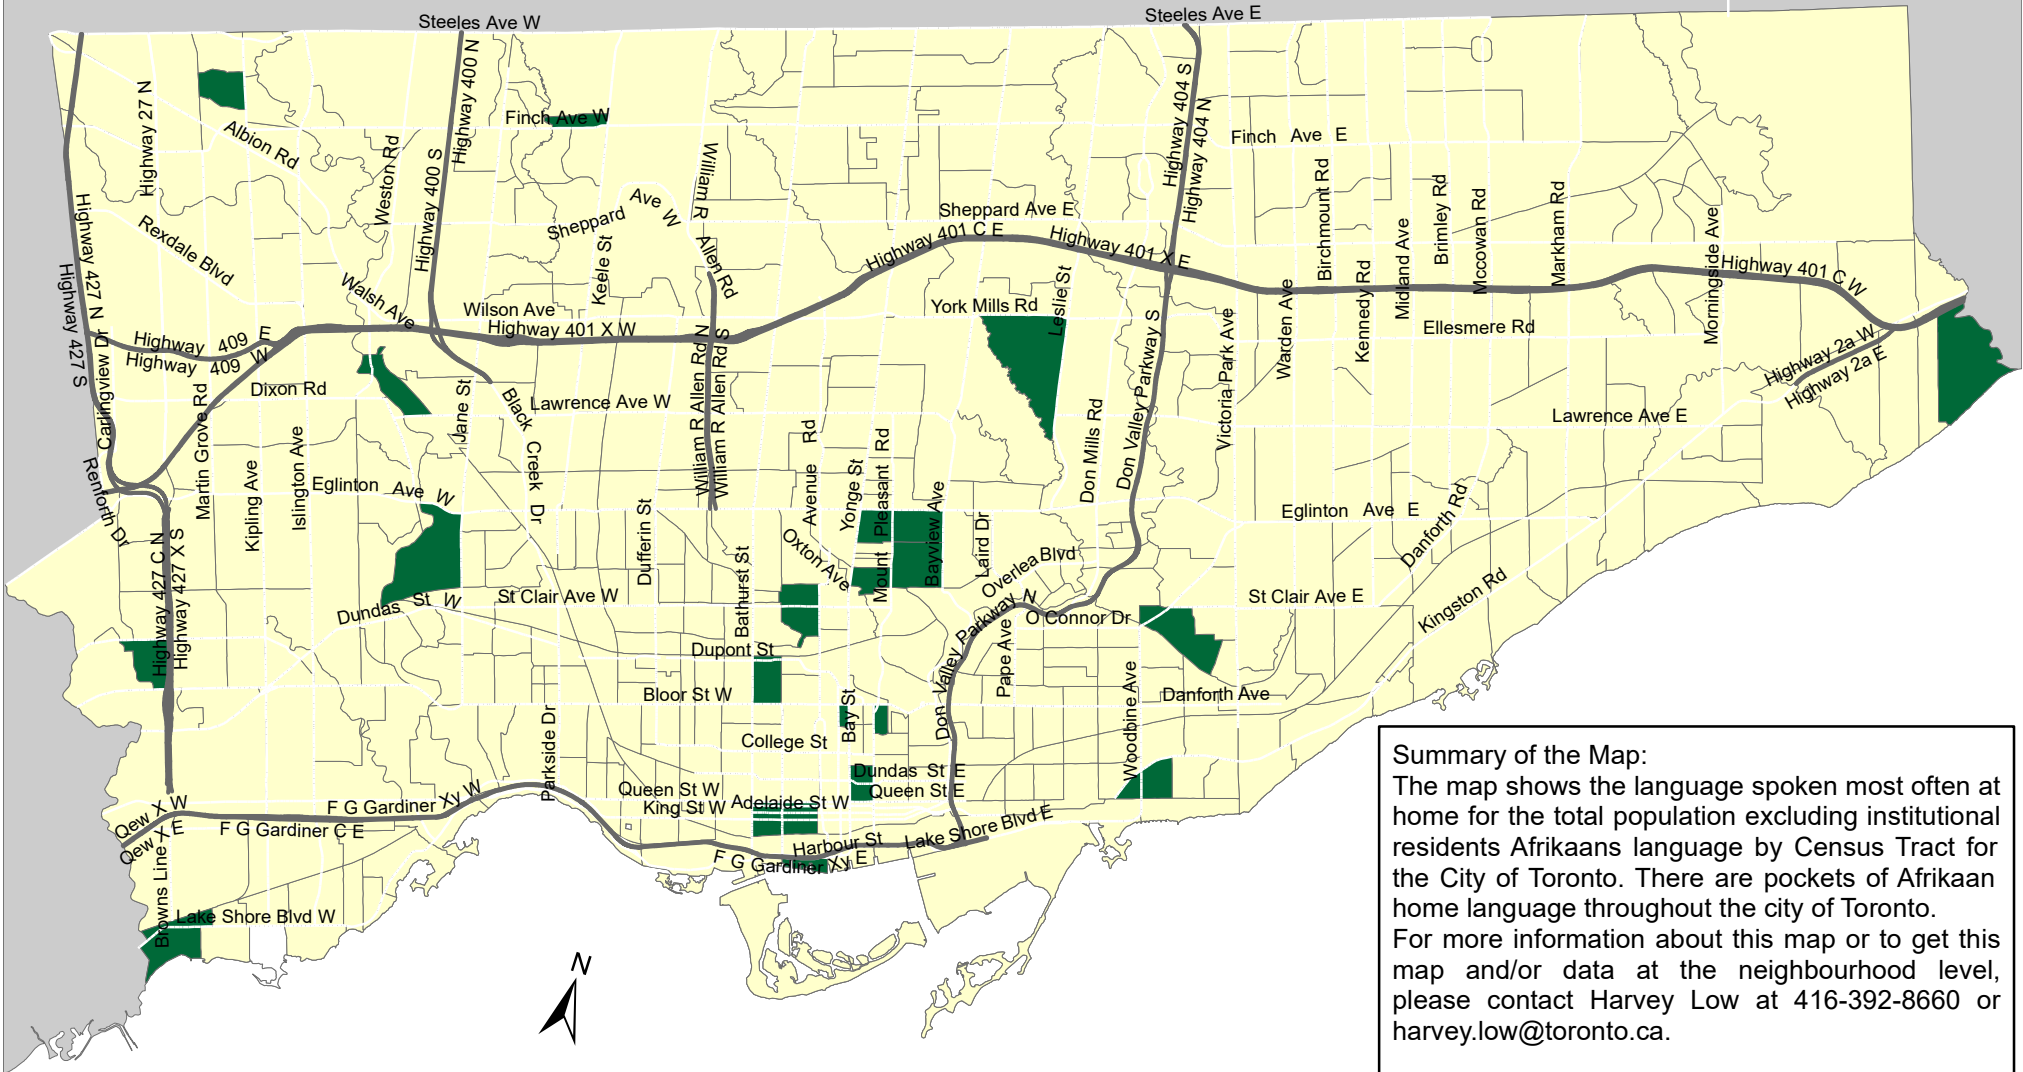 Steeles Ave W
Steeles Ave E
Highway 27 N
Albion Rd
Weston Rd
Highway 400 N
Highway 400 S
Finch Ave W
William R Allen Rd
Sheppard Ave W
Keele St
Highway 404 S
Highway 404 N
Finch Ave E
Sheppard Ave E
Highway 401 C E
Highway 401 X E
Birchmount Rd
Midland Ave
Brimley Rd
Mccowan Rd
Markham Rd
Morningside Ave
Highway 401 C W
Highway 427 N
Highway 427 S
Rexdale Blvd
Walsh Ave
Wilson Ave
Highway 401 X W
York Mills Rd
Leslie St
Warden Ave
Kennedy Rd
Ellesmere Rd
Highway 2a W
Highway 2a E
Highway 409 E
Highway 409 W
Carlingview Dr
Dixon Rd
Martin Grove Rd
Kipling Ave
Islington Ave
Jane St
Black Creek Dr
Lawrence Ave W
William R Allen Rd N
William R Allen Rd S
Avenue Rd
Yonge St
Mount Pleasant Rd
Bayview Ave
Laird Dr
Don Mills Rd
Don Valley Parkway S
Victoria Park Ave
Lawrence Ave E
Renforth Dr
Eglinton Ave W
Eglinton Ave E
Danforth Rd
Kingston Rd
Highway 427 C N
Highway 427 X S
Dufferin St
Bathurst St
Oxton Ave
Overlea Blvd
Dundas St W
St Clair Ave W
St Clair Ave E
O Connor Dr
Don Valley Parkway N
Pape Ave
Dupont St
Bloor St W
Danforth Ave
Woodbine Ave
Parkside Dr
Bay St
College St
Dundas St E
Queen St W
Queen St E
King St W
Adelaide St W
Qew X W
Qew X E
F G Gardiner Xy W
F G Gardiner C E
Harbour St
Lake Shore Blvd E
F G Gardiner Xy E
Browns Line
Lake Shore Blvd W
N
Summary of the Map:
The map shows the language spoken most often at
home for the total population excluding institutional
residents Afrikaans language by Census Tract for
the City of Toronto. There are pockets of Afrikaan
home language throughout the city of Toronto.
For more information about this map or to get this
map and/or data at the neighbourhood level,
please contact Harvey Low at 416-392-8660 or
harvey.low@toronto.ca.